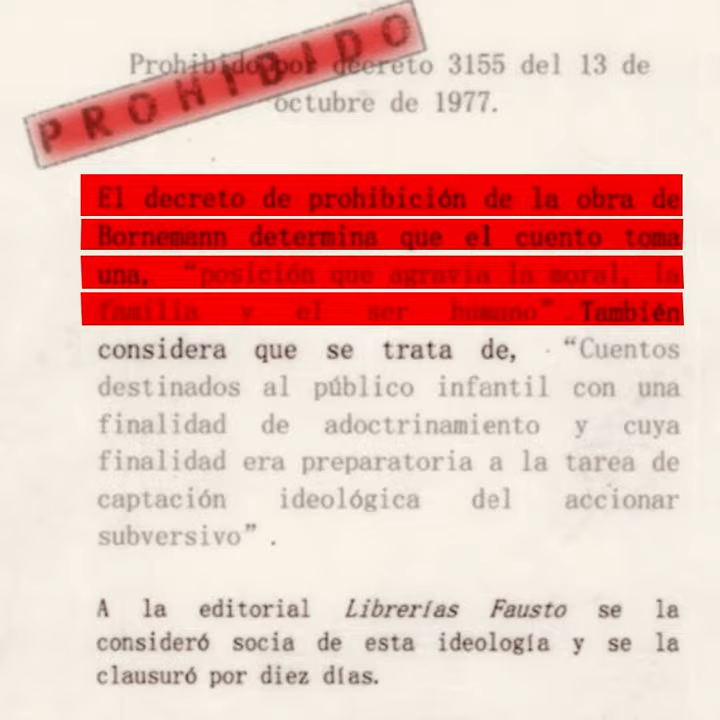 PROHIBIDO
Prohibido por decreto 3155 del 13 de
octubre de 1977.
El decreto de prohibición de la obra de
Bornemann determina que el cuento toma
una, "posición que agravia la moral, la
familia y el ser humano" También
considera que se trata de, "Cuentos
destinados al público infantil con una
finalidad de adoctrinamiento y cuya
finalidad era preparatoria a la tarea de
captación ideológica del accionar
subversivo".
A la editorial Librerías Fausto se la
consideró socia de esta ideología y se la
clausuró por diez días.